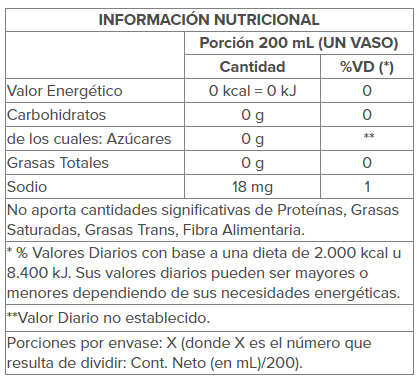 INFORMACIÓN NUTRICIONAL
Porción 200 mL (UN VASO)
Cantidad %VD (*)
Valor Energético 0 kcal = 0 kJ 0
Carbohidratos 0 g 0
de los cuales: Azúcares 0 g **
Grasas Totales 0 g 0
Sodio 18 mg 1
No aporta cantidades significativas de Proteínas, Grasas
Saturadas, Grasas Trans, Fibra Alimentaria.
* % Valores Diarios con base a una dieta de 2.000 kcal u
8.400 kJ. Sus valores diarios pueden ser mayores o
menores dependiendo de sus necesidades energéticas.
**Valor Diario no establecido.
Porciones por envase: X (donde X es el número que
resulta de dividir: Cont. Neto (en mL)/200).